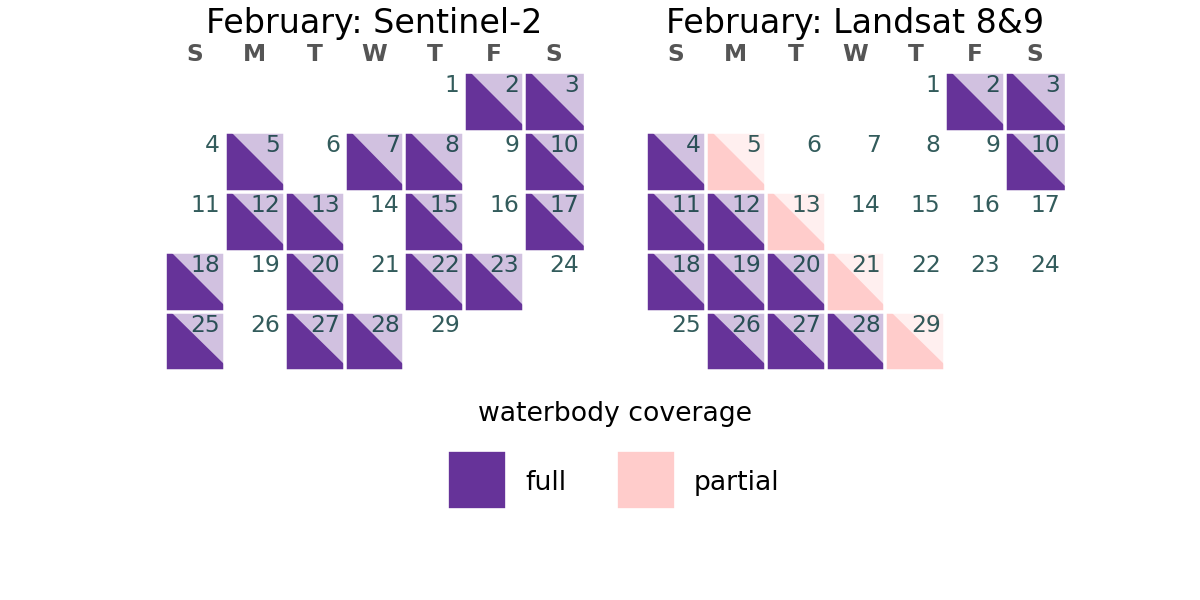 February: Sentinel-2
S M T W T F S
1 2 3
4 5 6 7 8 9 10
11 12 13 14 15 16 17
18 19 20 21 22 23 24
25 26 27 28 29
February: Landsat 8&9
S M T W T F S
1 2 3
4 5 6 7 8 9 10
11 12 13 14 15 16 17
18 19 20 21 22 23 24
25 26 27 28 29
waterbody coverage
full
partial